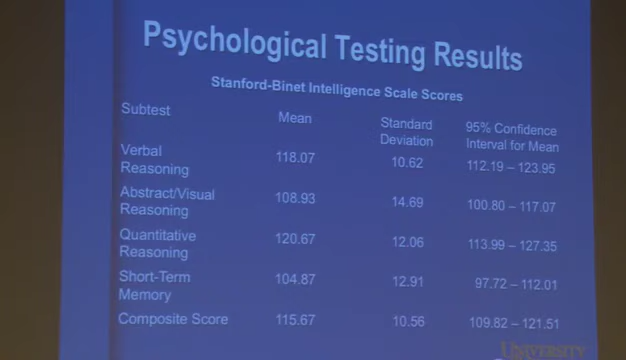 Psychological Testing Results
Stanford-Binet Intelligence Scale Scores
Subtest Mean Standard Deviation 95% Confidence Interval for Mean
Verbal Reasoning 118.07 10.62 112.19 – 123.95
Abstract/Visual Reasoning 108.93 14.69 100.80 – 117.07
Quantitative Reasoning 120.67 12.06 113.99 – 127.35
Short-Term Memory 104.87 12.91 97.72 – 112.01
Composite Score 115.67 10.56 109.82 – 121.51
UNIVERSITY